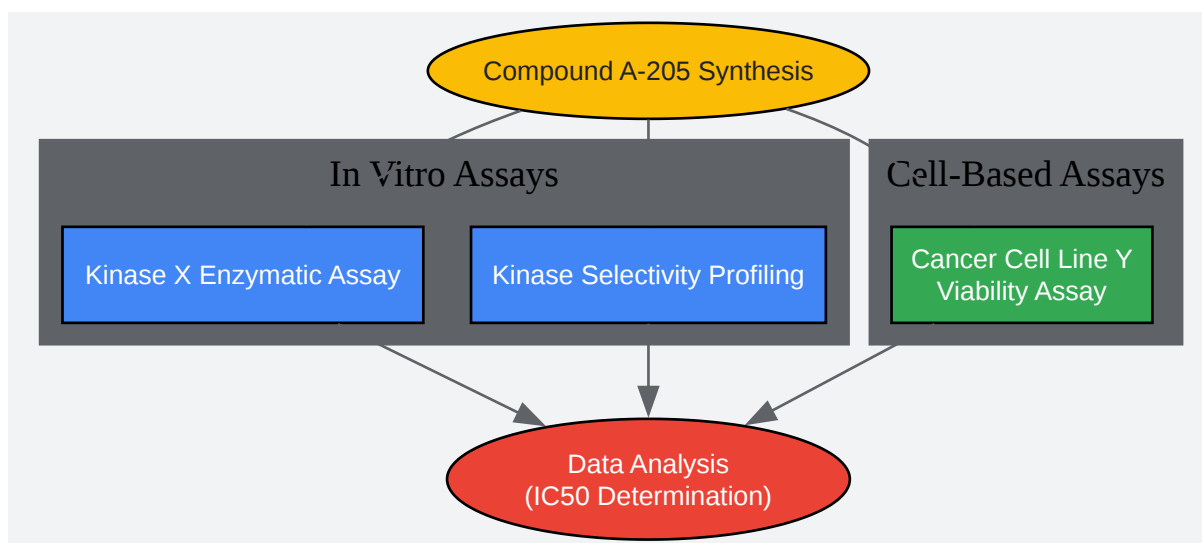 Compound A-205 Synthesis
In Vitro Assays
Cell-Based Assays
Kinase X Enzymatic Assay
Kinase Selectivity Profiling
Cancer Cell Line Y
Viability Assay
Data Analysis
(IC50 Determination)